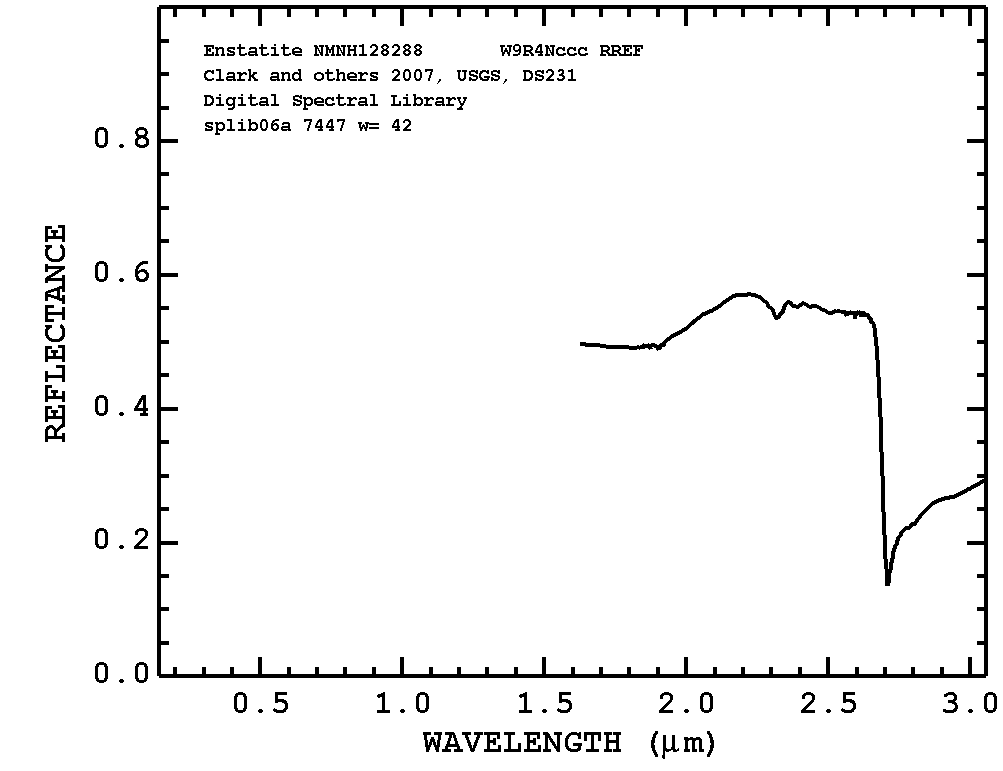 Enstatite NMNH128288 W9R4Nccc RREF
Clark and others 2007, USGS, DS231
Digital Spectral Library
splib06a 7447 w= 42
REFLECTANCE
0.8
0.6
0.4
0.2
0.0
0.5 1.0 1.5 2.0 2.5 3.0
WAVELENGTH (μm)